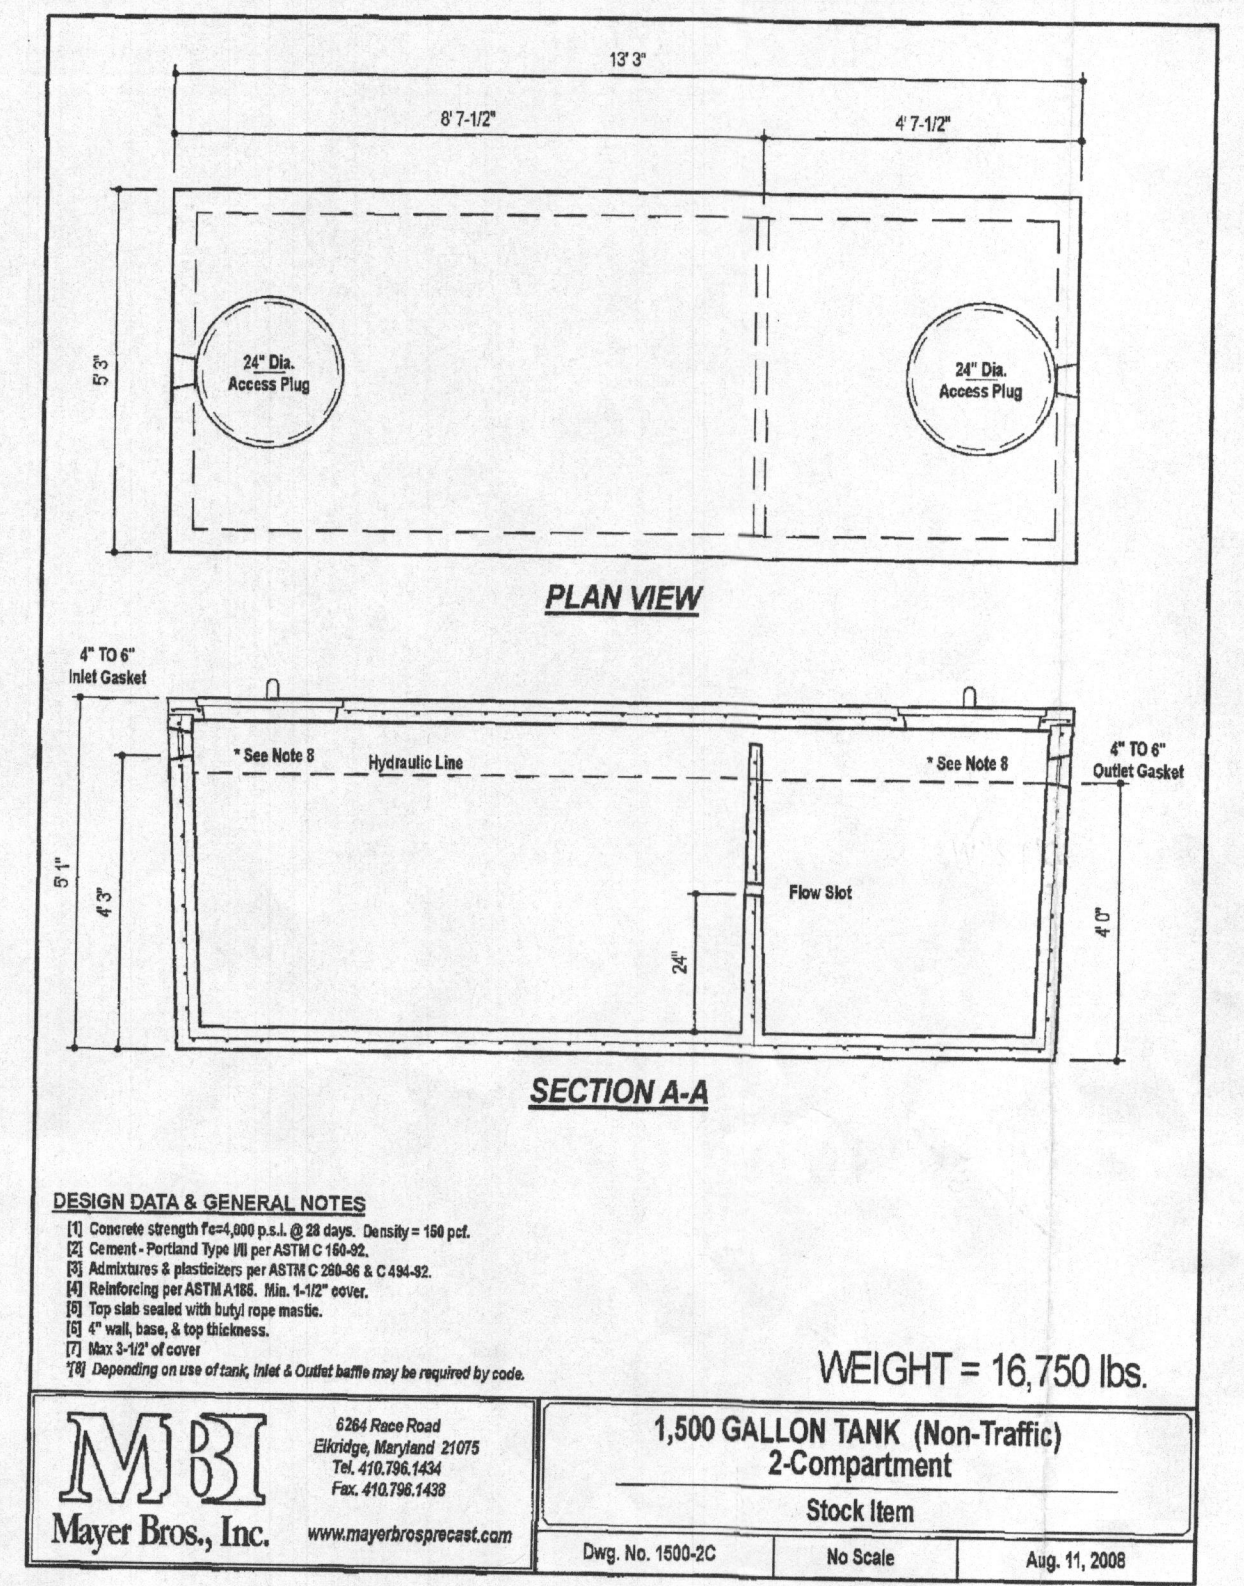 13' 3"
8' 7-1/2"
4' 7-1/2"
5' 3"
24" Dia.
Access Plug
24" Dia.
Access Plug
PLAN VIEW
4" TO 6"
Inlet Gasket
* See Note 8
Hydraulic Line
* See Note 8
4" TO 6"
Outlet Gasket
5' 1"
4' 3"
24"
Flow Slot
4' 0"
SECTION A-A
DESIGN DATA & GENERAL NOTES
[1] Concrete strength f'c=4,000 p.s.i. @ 28 days. Density = 150 pcf.
[2] Cement - Portland Type I/II per ASTM C 150-92.
[3] Admixtures & plasticizers per ASTM C 260-86 & C 494-92.
[4] Reinforcing per ASTM A185. Min. 1-1/2" cover.
[5] Top slab sealed with butyl rope mastic.
[6] 4" wall, base, & top thickness.
[7] Max 3-1/2' of cover
*[8] Depending on use of tank, Inlet & Outlet baffle may be required by code.
WEIGHT = 16,750 lbs.
MBI
Mayer Bros., Inc.
6264 Race Road
Elkridge, Maryland 21075
Tel. 410.796.1434
Fax. 410.796.1438
www.mayerbrosprecast.com
1,500 GALLON TANK (Non-Traffic)
2-Compartment
Stock Item
Dwg. No. 1500-2C
No Scale
Aug. 11, 2008